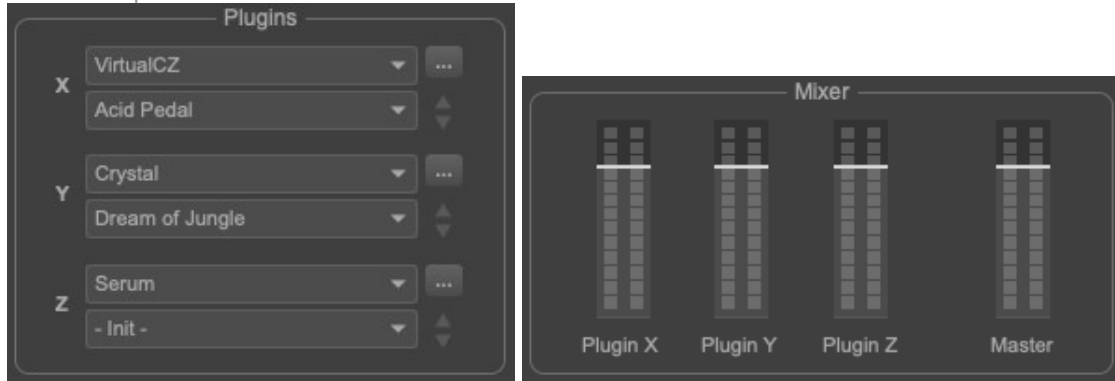 Plugins
X
VirtualCZ
...
Acid Pedal
Y
Crystal
...
Dream of Jungle
Z
Serum
...
- Init -
Mixer
Plugin X
Plugin Y
Plugin Z
Master